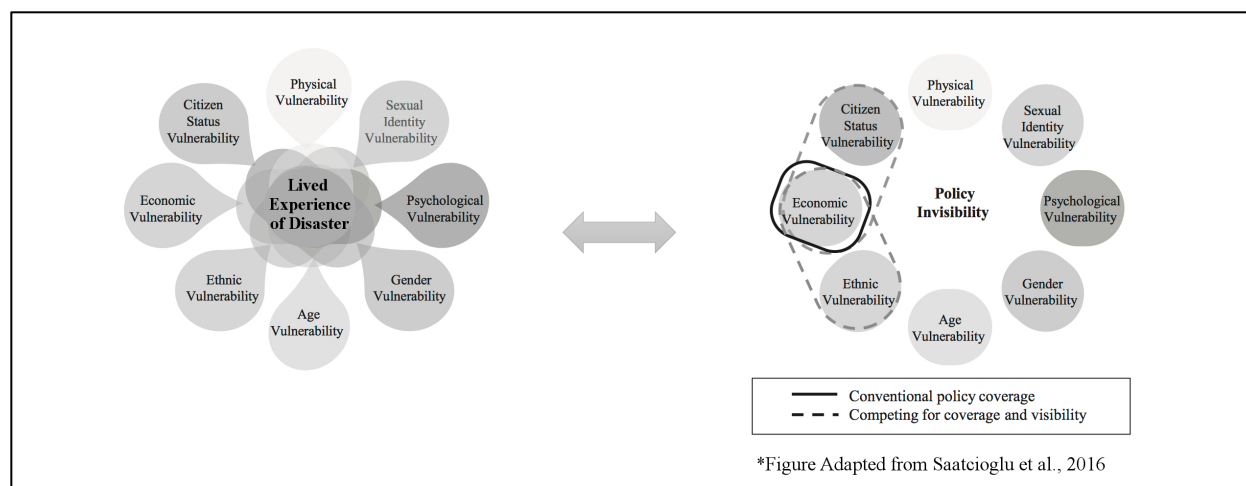 Physical
Vulnerability
Citizen
Status
Vulnerability
Sexual
Identity
Vulnerability
Economic
Vulnerability
Lived
Experience
of Disaster
Psychological
Vulnerability
Ethnic
Vulnerability
Gender
Vulnerability
Age
Vulnerability
Physical
Vulnerability
Citizen
Status
Vulnerability
Sexual
Identity
Vulnerability
Economic
Vulnerability
Policy
Invisibility
Psychological
Vulnerability
Ethnic
Vulnerability
Gender
Vulnerability
Age
Vulnerability
Conventional policy coverage
Competing for coverage and visibility
*Figure Adapted from Saatcioglu et al., 2016